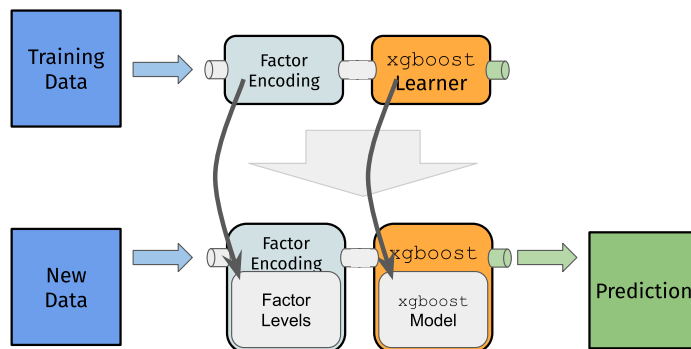 Training
Data
Factor
Encoding
xgboost
Learner
New
Data
Factor
Encoding
Factor
Levels
xgboost
xgboost
Model
Prediction